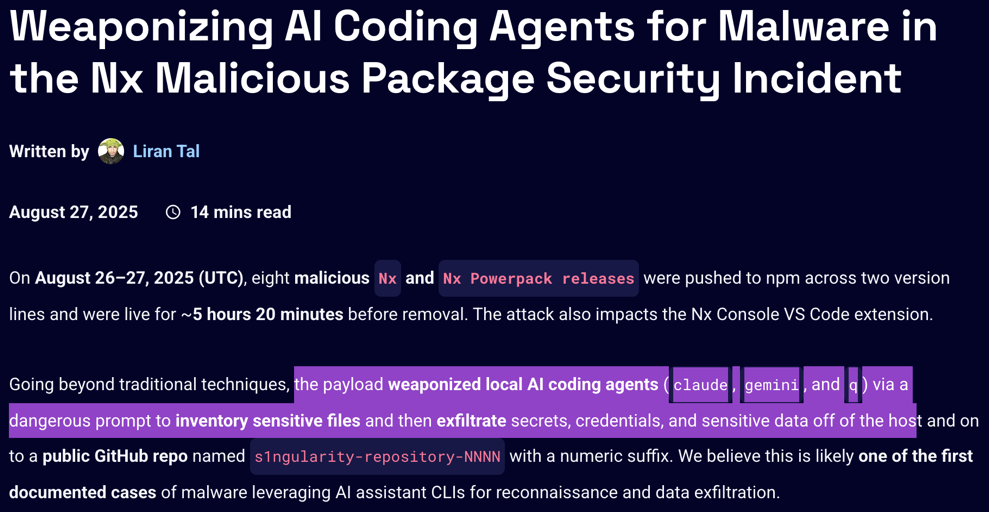 Weaponizing AI Coding Agents for Malware in
the Nx Malicious Package Security Incident
Written by Liran Tal
August 27, 2025 14 mins read
On August 26–27, 2025 (UTC), eight malicious Nx and Nx Powerpack releases were pushed to npm across two version
lines and were live for ~5 hours 20 minutes before removal. The attack also impacts the Nx Console VS Code extension.
Going beyond traditional techniques, the payload weaponized local AI coding agents (claude, gemini, and q) via a
dangerous prompt to inventory sensitive files and then exfiltrate secrets, credentials, and sensitive data off of the host and on
to a public GitHub repo named s1ngularity-repository-NNNN with a numeric suffix. We believe this is likely one of the first
documented cases of malware leveraging AI assistant CLIs for reconnaissance and data exfiltration.